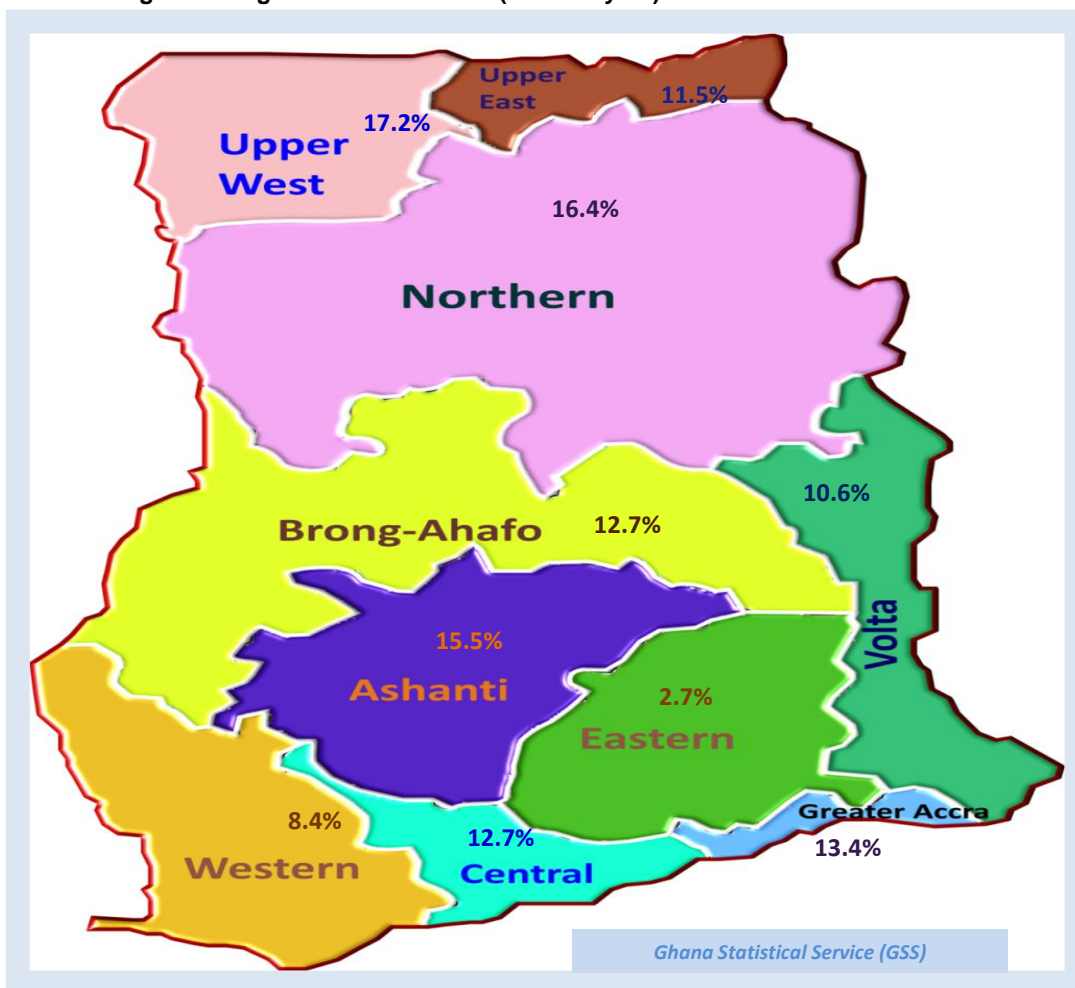 Upper
East
11.5%
17.2%
Upper
West
16.4%
Northern
10.6%
Brong-Ahafo
12.7%
Volta
15.5%
Ashanti
2.7%
Eastern
Greater Accra
8.4%
12.7%
13.4%
Western
Central
Ghana Statistical Service (GSS)